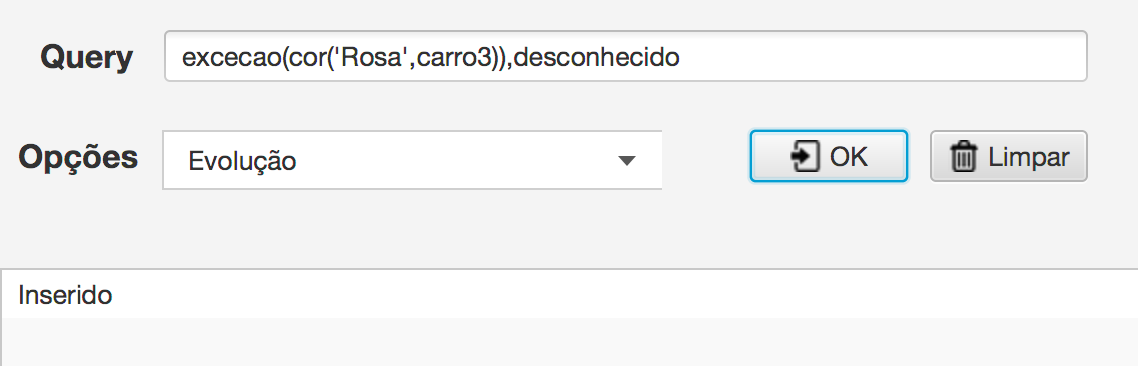 Query excecao(cor('Rosa',carro3)),desconhecido
Opções Evolução OK Limpar
Inserido